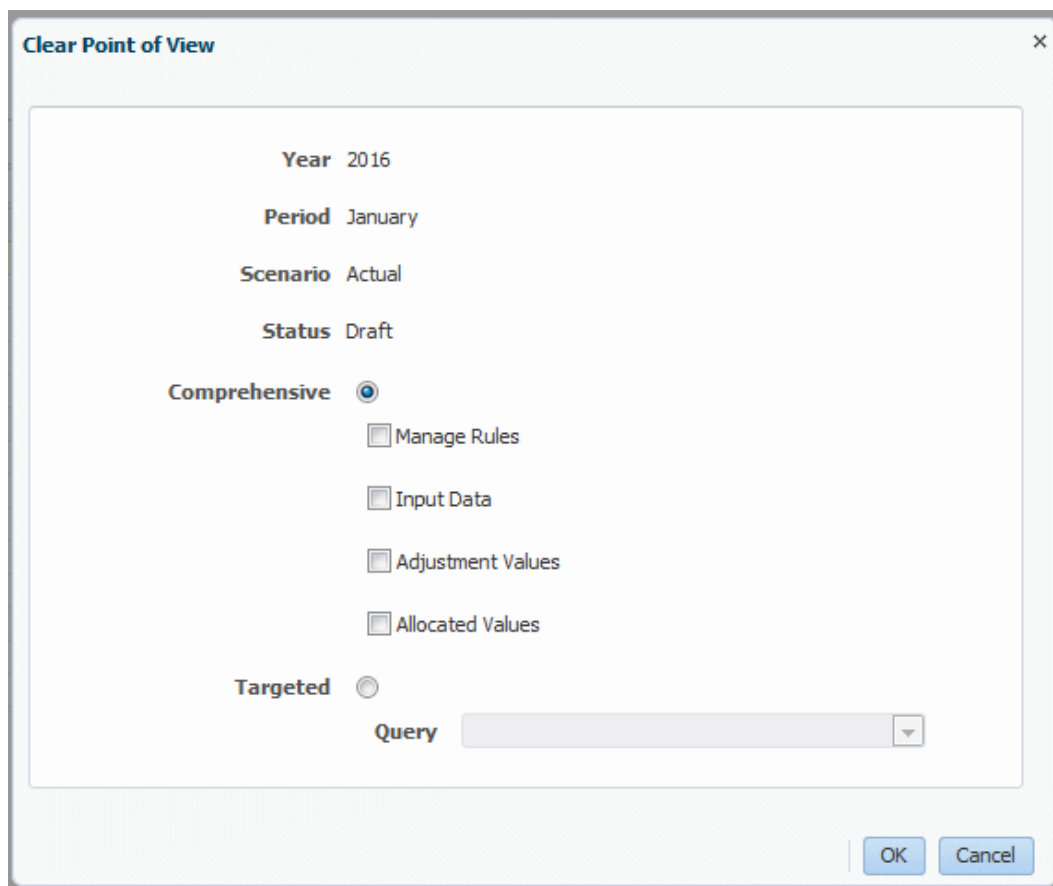 Clear Point of View
Year 2016
Period January
Scenario Actual
Status Draft
Comprehensive
Manage Rules
Input Data
Adjustment Values
Allocated Values
Targeted
Query
OK Cancel